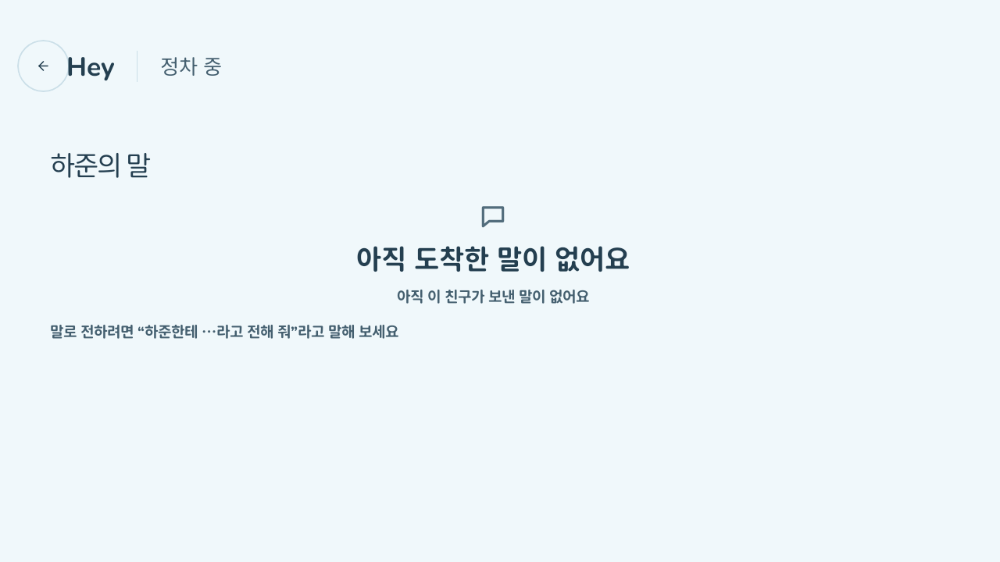 Hey
정차 중
하준의 말
아직 도착한 말이 없어요
아직 이 친구가 보낸 말이 없어요
말로 전하려면 “하준한테 …라고 전해 줘”라고 말해 보세요